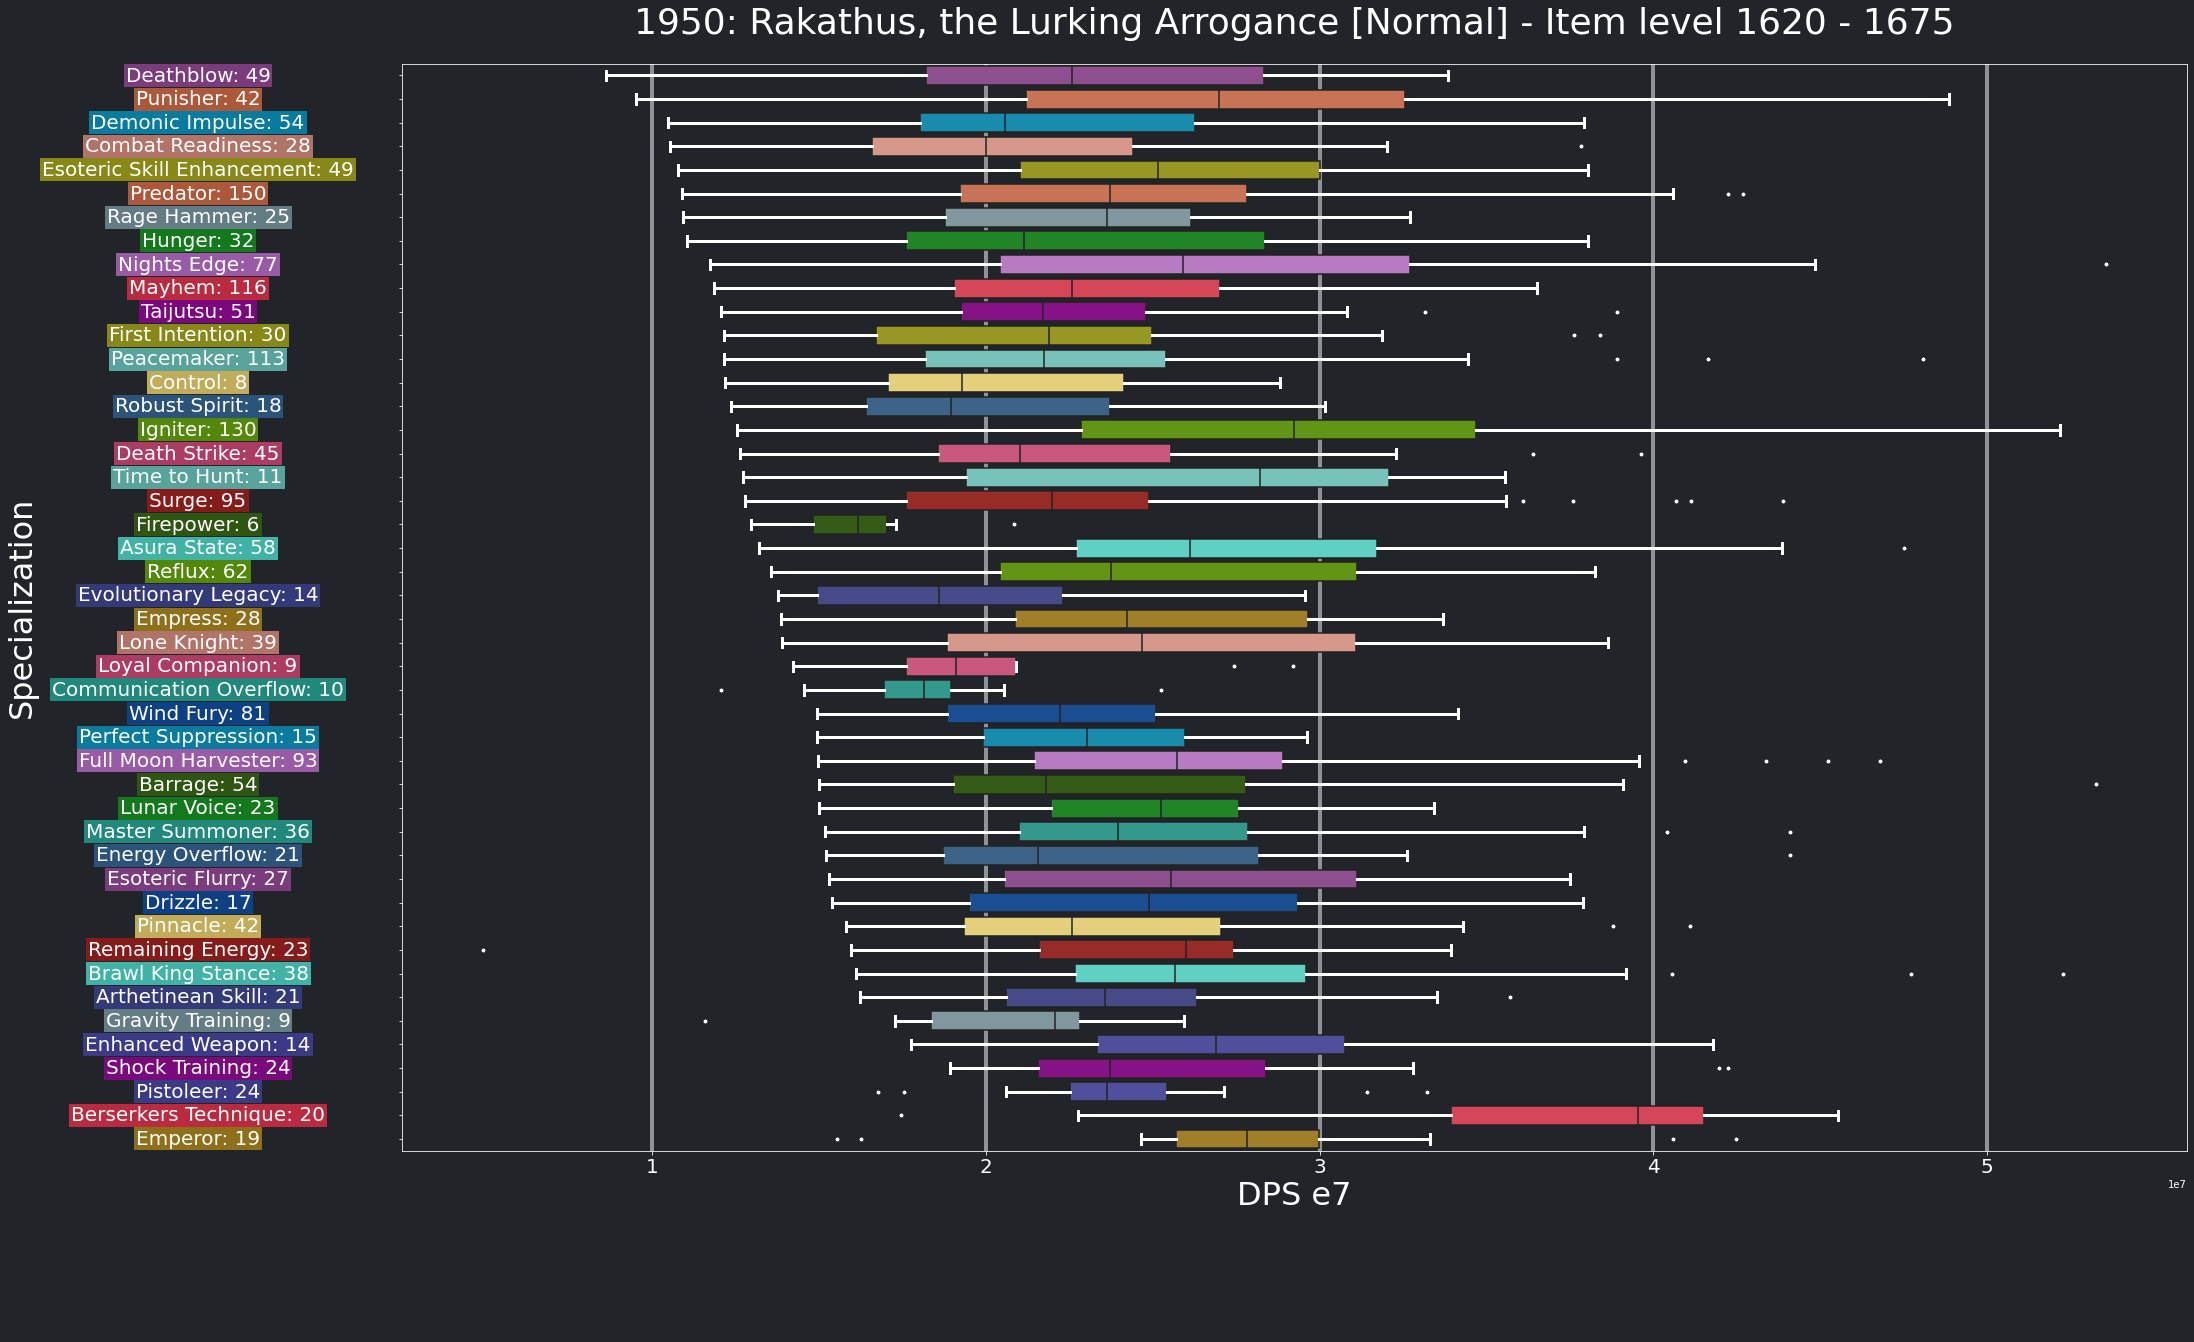 1950: Rakathus, the Lurking Arrogance [Normal] - Item level 1620 - 1675
Specialization
Deathblow: 49
Punisher: 42
Demonic Impulse: 54
Combat Readiness: 28
Esoteric Skill Enhancement: 49
Predator: 150
Rage Hammer: 25
Hunger: 32
Nights Edge: 77
Mayhem: 116
Taijutsu: 51
First Intention: 30
Peacemaker: 113
Control: 8
Robust Spirit: 18
Igniter: 130
Death Strike: 45
Time to Hunt: 11
Surge: 95
Firepower: 6
Asura State: 58
Reflux: 62
Evolutionary Legacy: 14
Empress: 28
Lone Knight: 39
Loyal Companion: 9
Communication Overflow: 10
Wind Fury: 81
Perfect Suppression: 15
Full Moon Harvester: 93
Barrage: 54
Lunar Voice: 23
Master Summoner: 36
Energy Overflow: 21
Esoteric Flurry: 27
Drizzle: 17
Pinnacle: 42
Remaining Energy: 23
Brawl King Stance: 38
Arthetinean Skill: 21
Gravity Training: 9
Enhanced Weapon: 14
Shock Training: 24
Pistoleer: 24
Berserkers Technique: 20
Emperor: 19
1 2 3 4 5
1e7
DPS e7